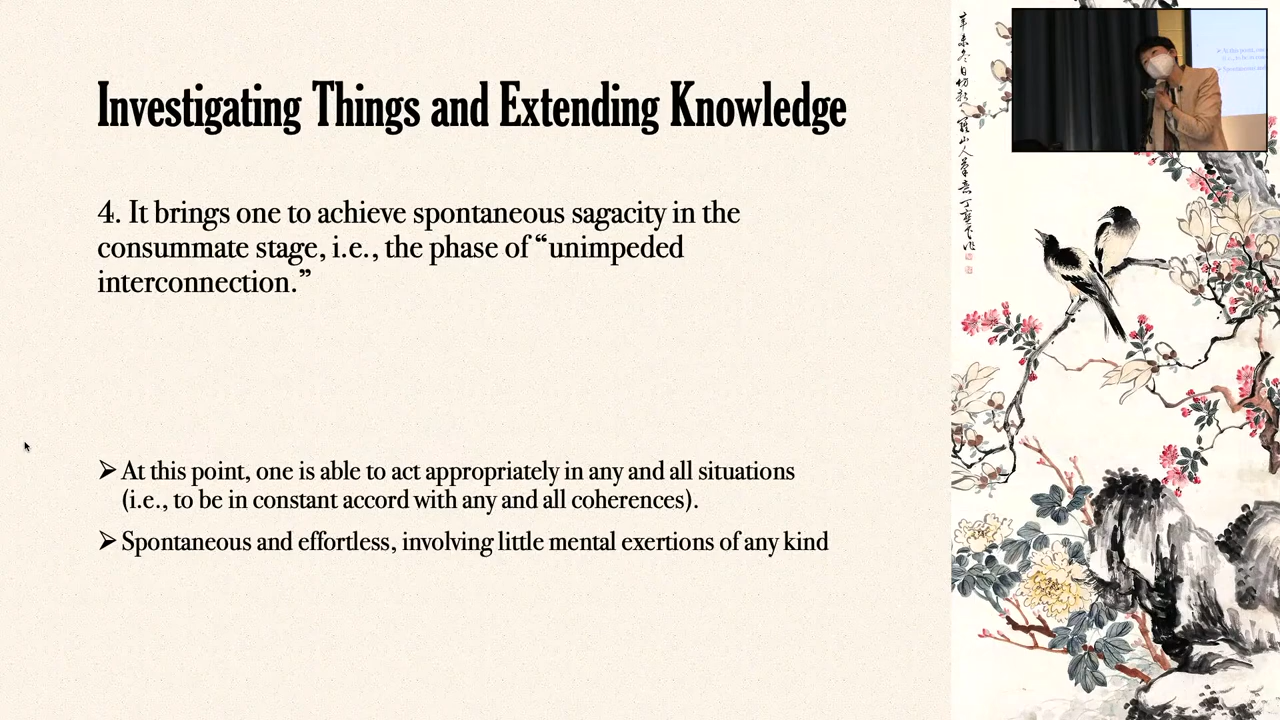 Investigating Things and Extending Knowledge
4. It brings one to achieve spontaneous sagacity in the
consummate stage, i.e., the phase of “unimpeded
interconnection.”
➢ At this point, one is able to act appropriately in any and all situations
(i.e., to be in constant accord with any and all coherences).
➢ Spontaneous and effortless, involving little mental exertions of any kind